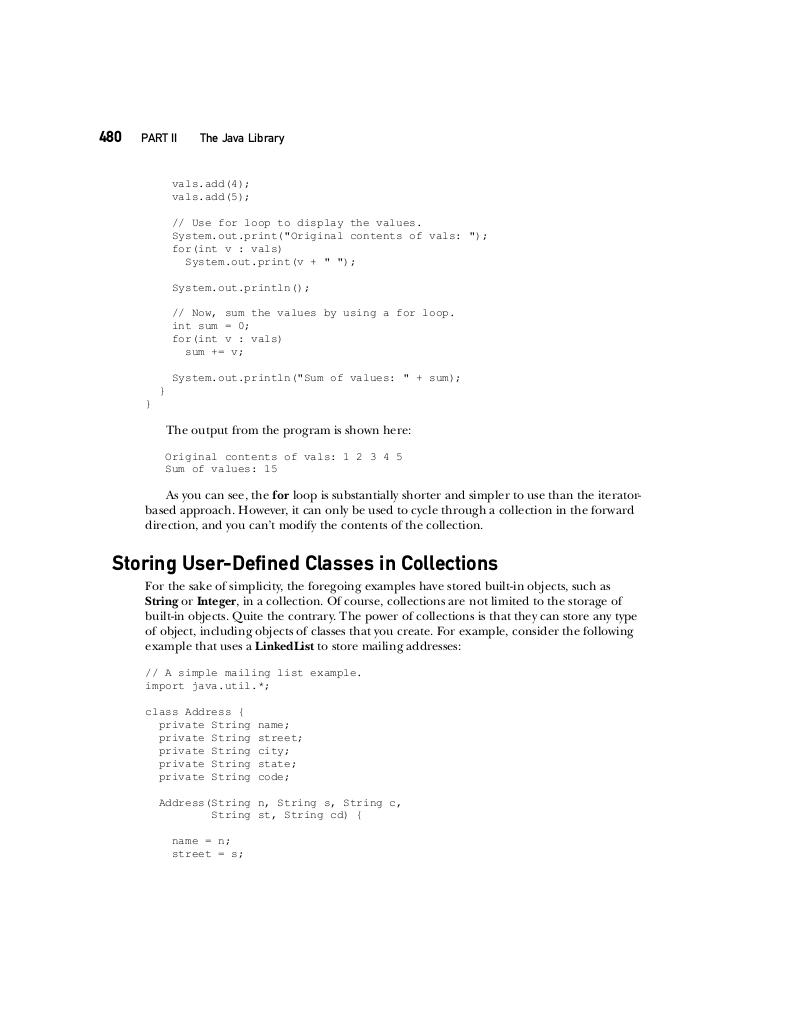 480 PART II The Java Library
vals.add(4);
vals.add(5);
// Use for loop to display the values.
System.out.print("Original contents of vals: ");
for(int v : vals)
System.out.print(v + " ");
System.out.println();
// Now, sum the values by using a for loop.
int sum = 0;
for(int v : vals)
sum += v;
System.out.println("Sum of values: " + sum);
}
}
The output from the program is shown here:
Original contents of vals: 1 2 3 4 5
Sum of values: 15
As you can see, the for loop is substantially shorter and simpler to use than the iterator-
based approach. However, it can only be used to cycle through a collection in the forward
direction, and you can't modify the contents of the collection.
Storing User-Defined Classes in Collections
For the sake of simplicity, the foregoing examples have stored built-in objects, such as
String or Integer, in a collection. Of course, collections are not limited to the storage of
built-in objects. Quite the contrary. The power of collections is that they can store any type
of object, including objects of classes that you create. For example, consider the following
example that uses a LinkedList to store mailing addresses:
// A simple mailing list example.
import java.util.*;
class Address {
private String name;
private String street;
private String city;
private String state;
private String code;
Address(String n, String s, String c,
String st, String cd) {
name = n;
street = s;